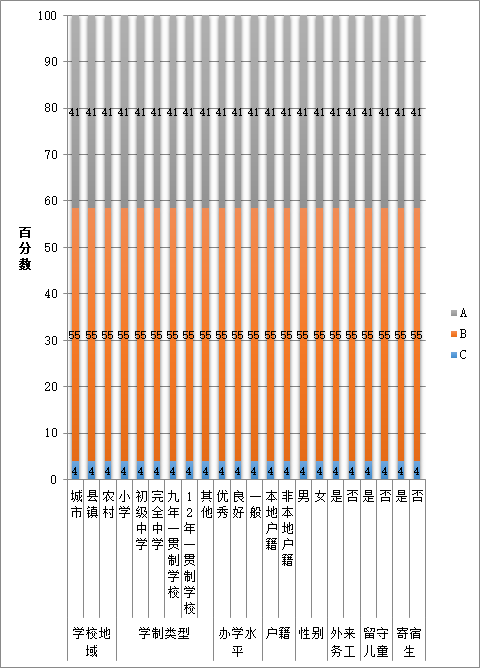 100
90
80
41 41 41 41 41 41 41 41 41 41 41 41 41 41 41 41 41 41 41 41 41 41
70
60
50
百分数
40
A
B
C
30
55 55 55 55 55 55 55 55 55 55 55 55 55 55 55 55 55 55 55 55 55 55
20
10
4 4 4 4 4 4 4 4 4 4 4 4 4 4 4 4 4 4 4 4 4 4
0
城市
县镇
农村
小学
初级中学
完全中学
九年一贯制学校
12年一贯制学校
其他
优秀
良好
一般
本地户籍
非本地户籍
男
女
是
否
是
否
是
否
学校地
域
学制类型
办学水
平
户籍
性别
外来
务工
留守
儿童
寄宿
生